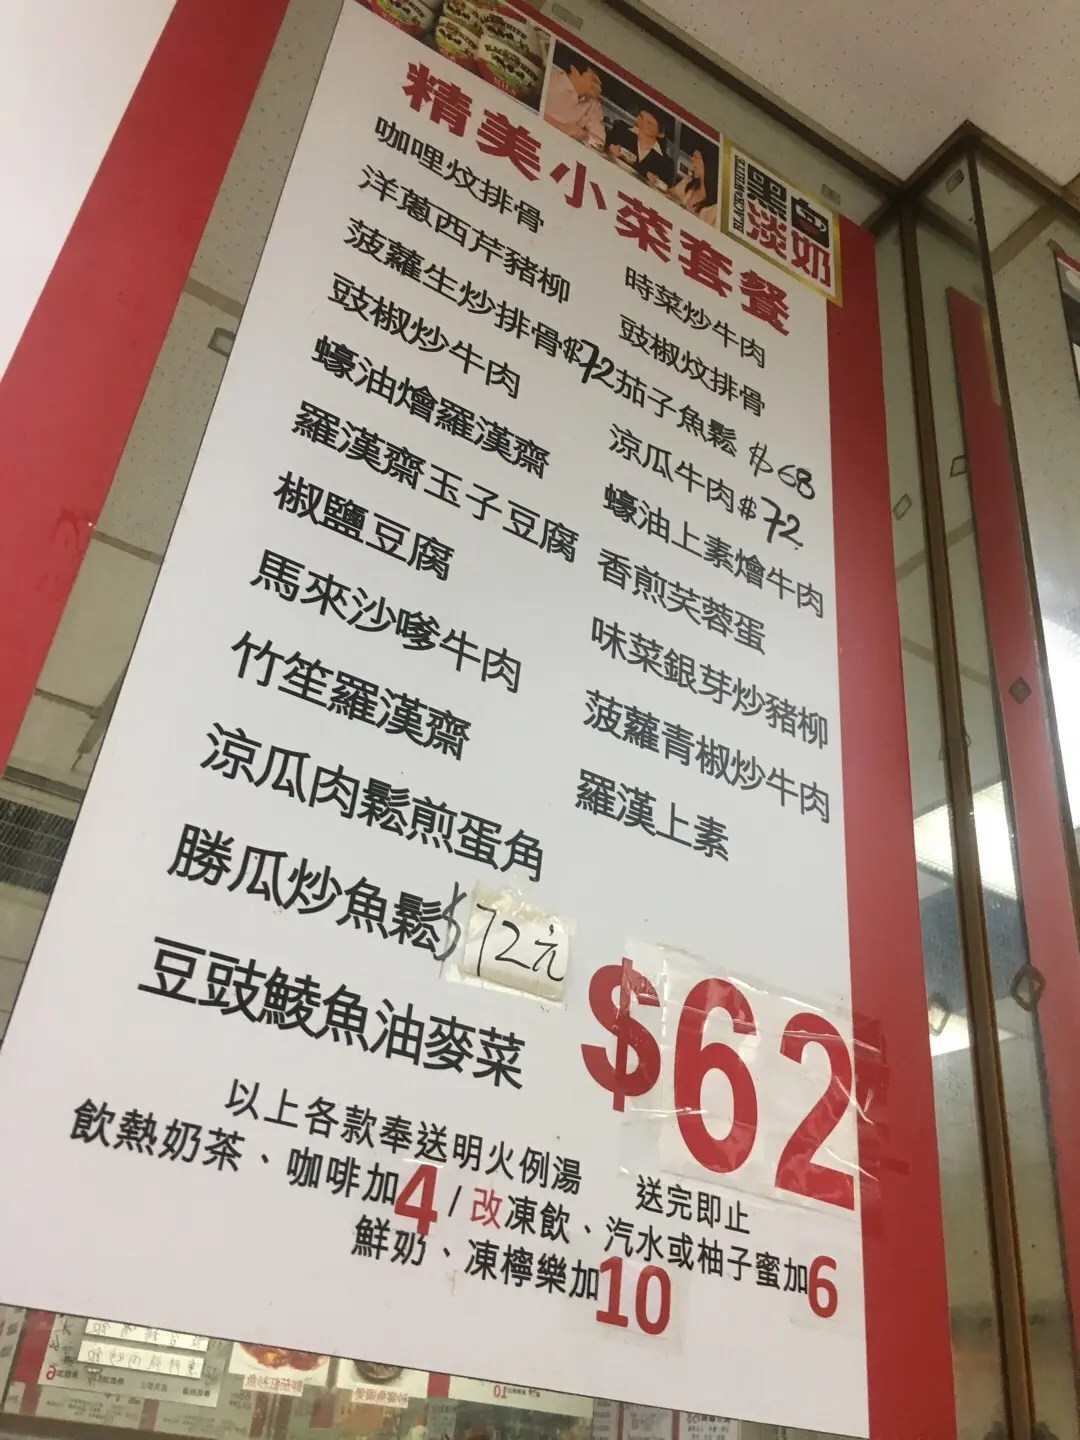 BLACK&WHITE
MILK
BLACK&WHITE
黑白
淡奶
精美小菜套餐
咖哩炆排骨
洋蔥西芹豬柳
菠蘿生炒排骨$72
豉椒炒牛肉
蠔油燴羅漢齋
羅漢齋玉子豆腐
椒鹽豆腐
馬來沙嗲牛肉
竹笙羅漢齋
涼瓜肉鬆煎蛋角
勝瓜炒魚鬆$72元
豆豉鯪魚油麥菜
時菜炒牛肉
豉椒炆排骨
茄子魚鬆 $68
涼瓜牛肉$72
蠔油上素燴牛肉
香煎芙蓉蛋
味菜銀芽炒豬柳
菠蘿青椒炒牛肉
羅漢上素
$62
以上各款奉送明火例湯 送完即止
飲熱奶茶、咖啡加4/改凍飲、汽水或柚子蜜加6
鮮奶、凍檸樂加10